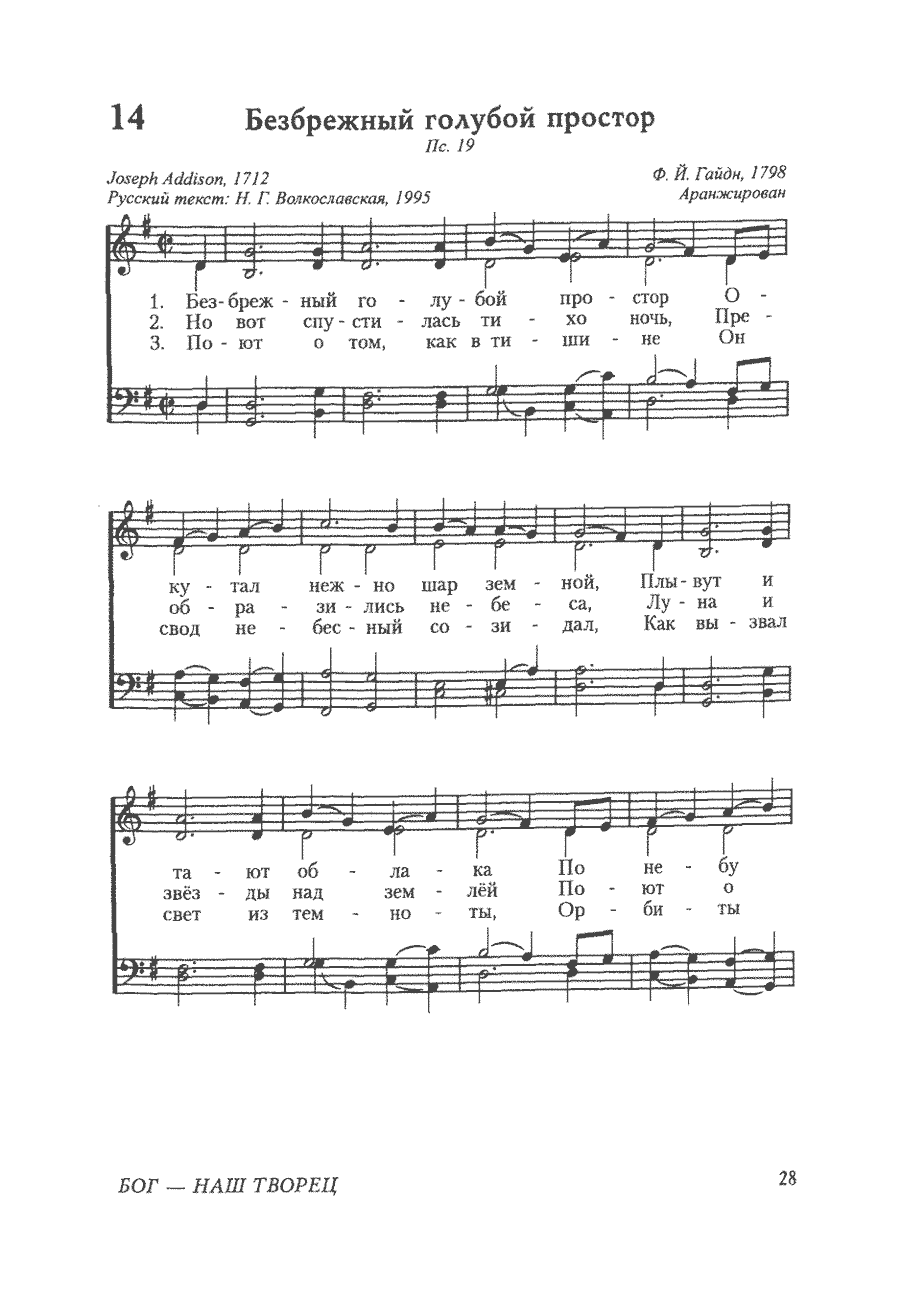 14 Безбрежный голубой простор
Пс. 19
Joseph Addison, 1712 Ф. Й. Гайдн, 1798
Русский текст: Н. Г. Волкославская, 1995 Аранжирован
1. Без- бреж - ный го - лу - бой про - стор О -
2. Но вот спу - сти - лась ти - хо ночь, Пре -
3. По - ют о том, как в ти - ши - не Он
ку - тал неж - но шар зем - ной, Плы - вут и
об - ра - зи - лись не - бе - са, Лу - на и
свод не - бес - ный со - зи - дал, Как вы - звал
та - ют об - ла - ка По не - бу
звёз - ды над зем - лёй По - ют о
свет из тем - но - ты, Ор - би - ты
БОГ — НАШ ТВОРЕЦ 28